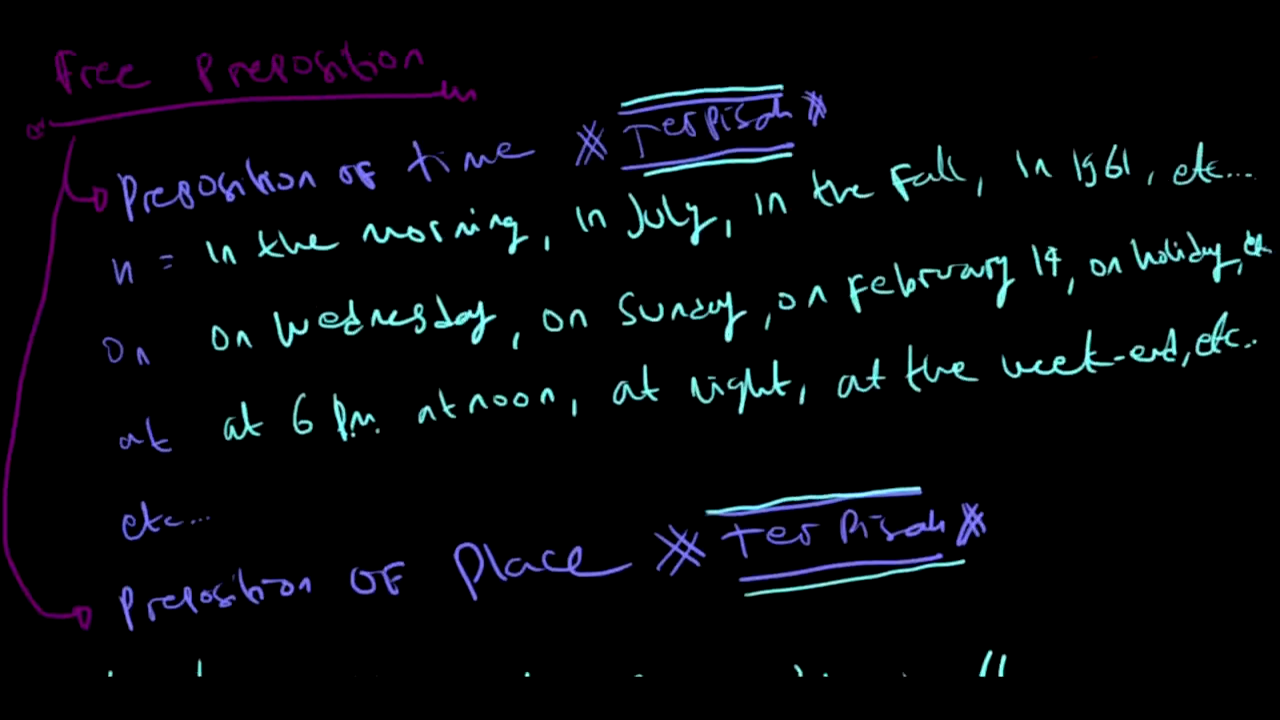 Free Preposition
Preposition of time * Terpisah *
in = in the morning, in July, in the Fall, in 1961, etc...
on on Wednesday, on Sunday, on February 14, on holiday, etc
at at 6 P.M. at noon, at night, at the week-end, etc..
etc...
Preposition OF Place * Terpisah *